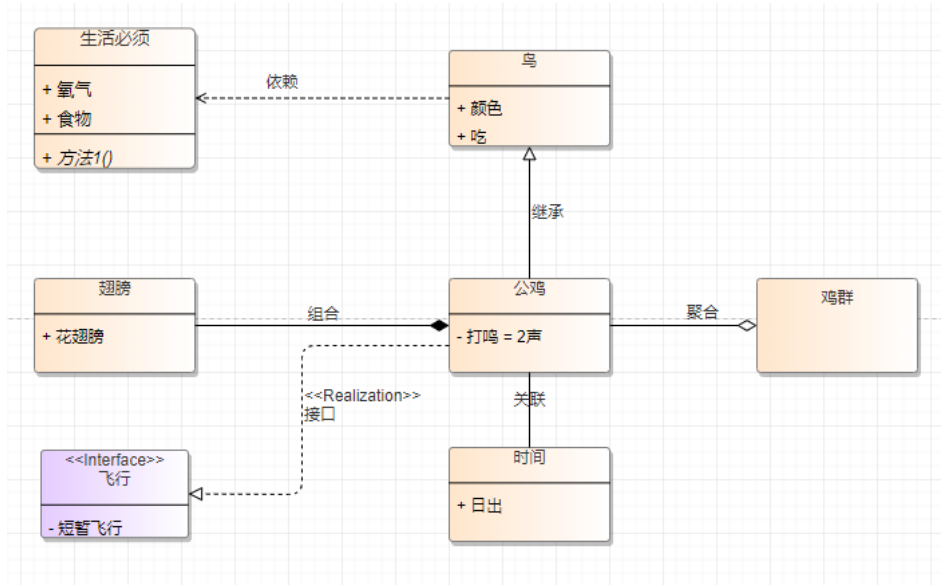 生活必须
+ 氧气
+ 食物
+ 方法1()
依赖
鸟
+ 颜色
+ 吃
继承
翅膀
+ 花翅膀
组合
公鸡
- 打鸣 = 2声
聚合
鸡群
<<Realization>>
接口
关联
<<Interface>>
飞行
- 短暂飞行
时间
+ 日出